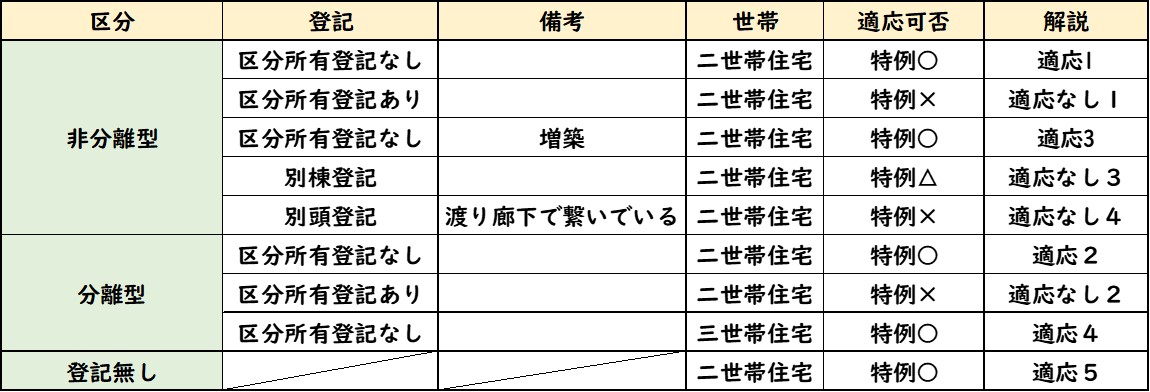 区分 登記 備考 世帯 適応可否 解説
非分離型 区分所有登記なし 二世帯住宅 特例〇 適応1
区分所有登記あり 二世帯住宅 特例× 適応なし１
区分所有登記なし 増築 二世帯住宅 特例〇 適応3
別棟登記 二世帯住宅 特例△ 適応なし３
別頭登記 渡り廊下で繋いでいる 二世帯住宅 特例× 適応なし４
分離型 区分所有登記なし 二世帯住宅 特例〇 適応２
区分所有登記あり 二世帯住宅 特例× 適応なし２
区分所有登記なし 三世帯住宅 特例〇 適応４
登記無し 二世帯住宅 特例〇 適応５